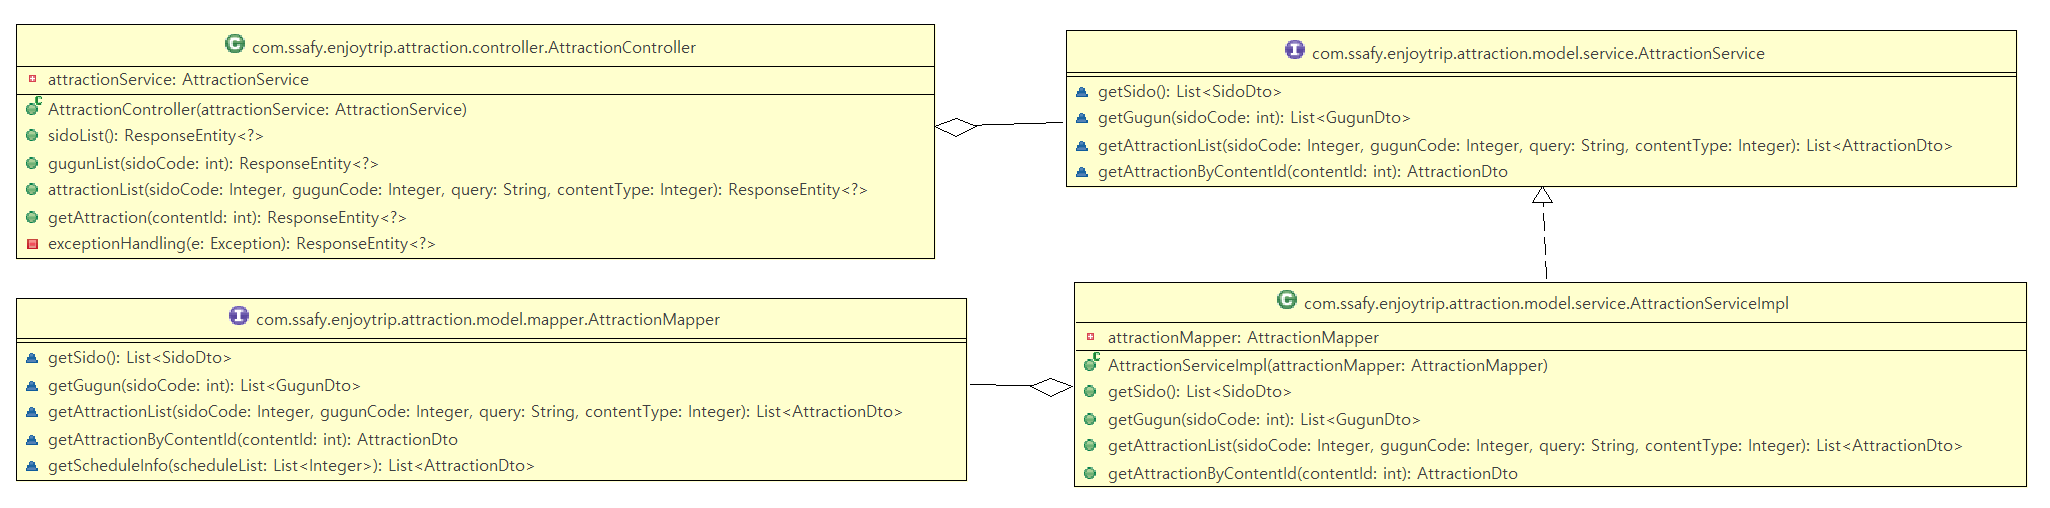 com.ssafy.enjoytrip.attraction.controller.AttractionController
attractionService: AttractionService
AttractionController(attractionService: AttractionService)
sidoList(): ResponseEntity<?>
gugunList(sidoCode: int): ResponseEntity<?>
attractionList(sidoCode: Integer, gugunCode: Integer, query: String, contentType: Integer): ResponseEntity<?>
getAttraction(contentId: int): ResponseEntity<?>
exceptionHandling(e: Exception): ResponseEntity<?>
com.ssafy.enjoytrip.attraction.model.service.AttractionService
getSido(): List<SidoDto>
getGugun(sidoCode: int): List<GugunDto>
getAttractionList(sidoCode: Integer, gugunCode: Integer, query: String, contentType: Integer): List<AttractionDto>
getAttractionByContentId(contentId: int): AttractionDto
com.ssafy.enjoytrip.attraction.model.mapper.AttractionMapper
getSido(): List<SidoDto>
getGugun(sidoCode: int): List<GugunDto>
getAttractionList(sidoCode: Integer, gugunCode: Integer, query: String, contentType: Integer): List<AttractionDto>
getAttractionByContentId(contentId: int): AttractionDto
getScheduleInfo(scheduleList: List<Integer>): List<AttractionDto>
com.ssafy.enjoytrip.attraction.model.service.AttractionServiceImpl
attractionMapper: AttractionMapper
AttractionServiceImpl(attractionMapper: AttractionMapper)
getSido(): List<SidoDto>
getGugun(sidoCode: int): List<GugunDto>
getAttractionList(sidoCode: Integer, gugunCode: Integer, query: String, contentType: Integer): List<AttractionDto>
getAttractionByContentId(contentId: int): AttractionDto